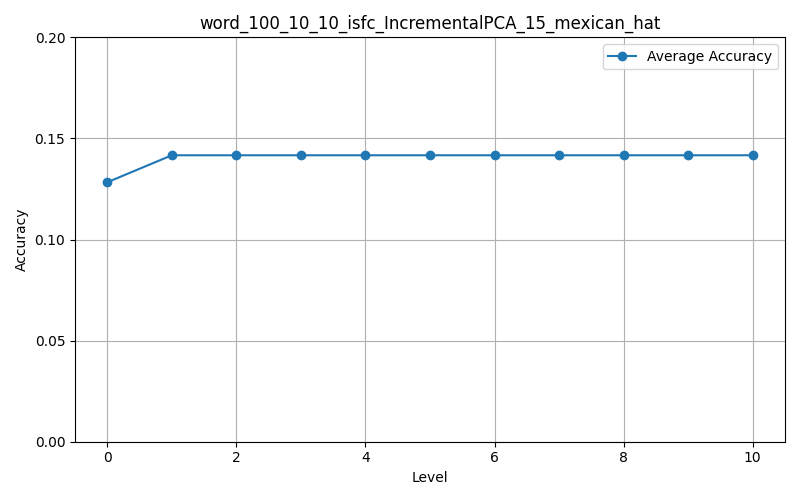 word_100_10_10_isfc_IncrementalPCA_15_mexican_hat
Average Accuracy
0.20
0.15
0.10
0.05
0.00
Accuracy
0 2 4 6 8 10
Level